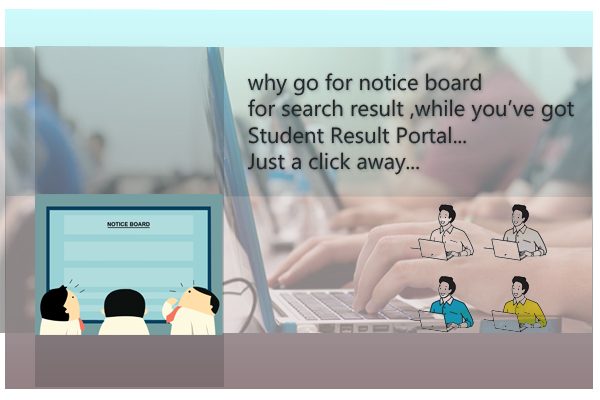 why go for notice board
for search result ,while you've got
Student Result Portal...
Just a click away...
NOTICE BOARD